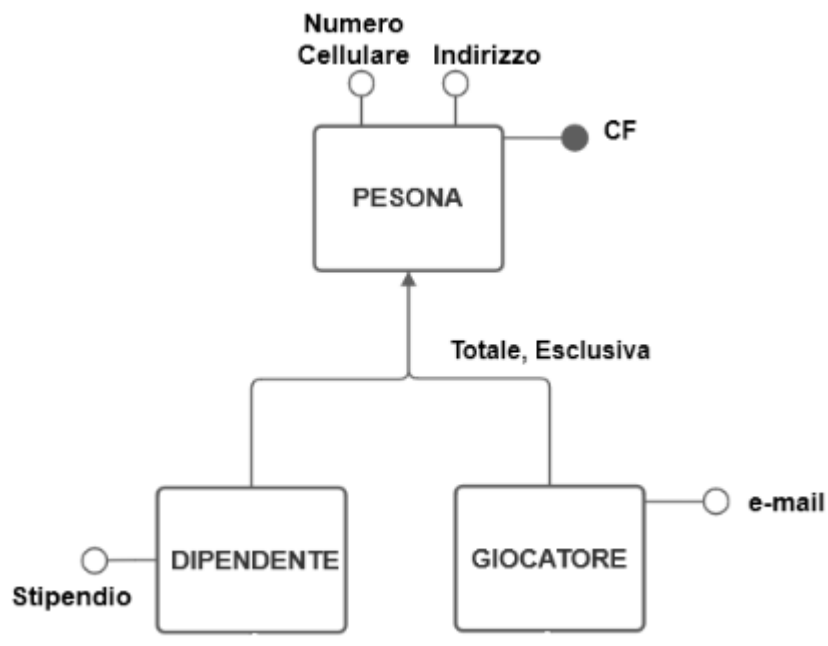 Numero
Cellulare
Indirizzo
CF
PESONA
Totale, Esclusiva
DIPENDENTE
Stipendio
GIOCATORE
e-mail